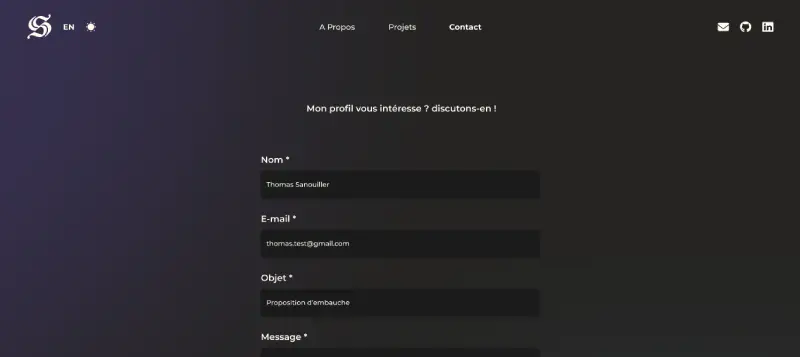 S EN A Propos Projets Contact
Mon profil vous intéresse ? discutons-en !
Nom *
Thomas Sanouiller
E-mail *
thomas.test@gmail.com
Objet *
Proposition d'embauche
Message *